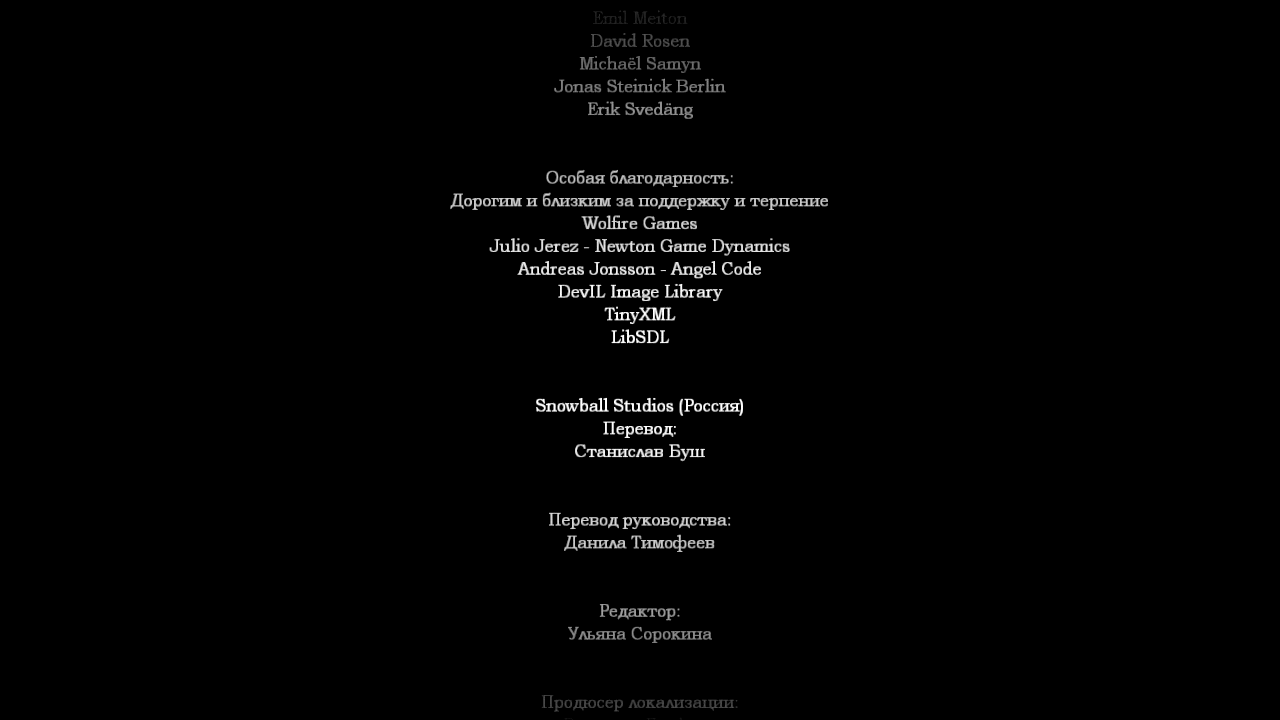 Emil Meiton
David Rosen
Michaël Samyn
Jonas Steinick Berlin
Erik Svedäng
Особая благодарность:
Дорогим и близким за поддержку и терпение
Wolfire Games
Julio Jerez - Newton Game Dynamics
Andreas Jonsson - Angel Code
DevIL Image Library
TinyXML
LibSDL
Snowball Studios (Россия)
Перевод:
Станислав Буш
Перевод руководства:
Данила Тимофеев
Редактор:
Ульяна Сорокина
Продюсер локализации: